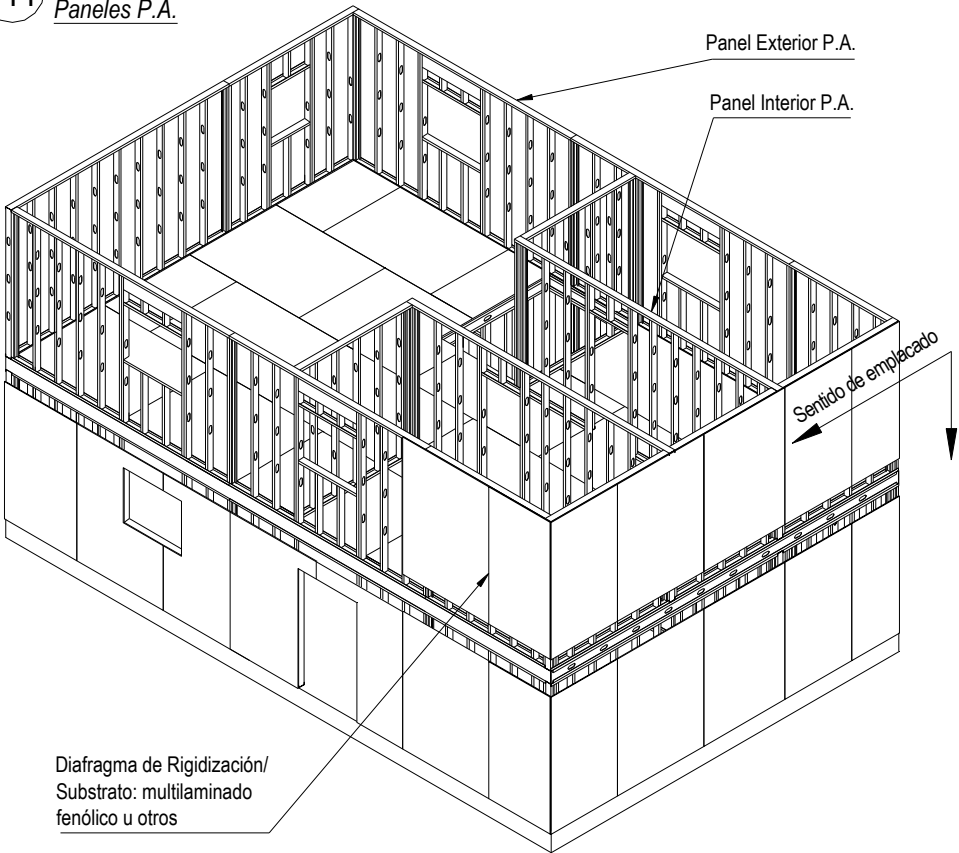 Paneles P.A.
Panel Exterior P.A.
Panel Interior P.A.
Sentido de emplacado
Diafragma de Rigidización/
Substrato: multilaminado
fenólico u otros